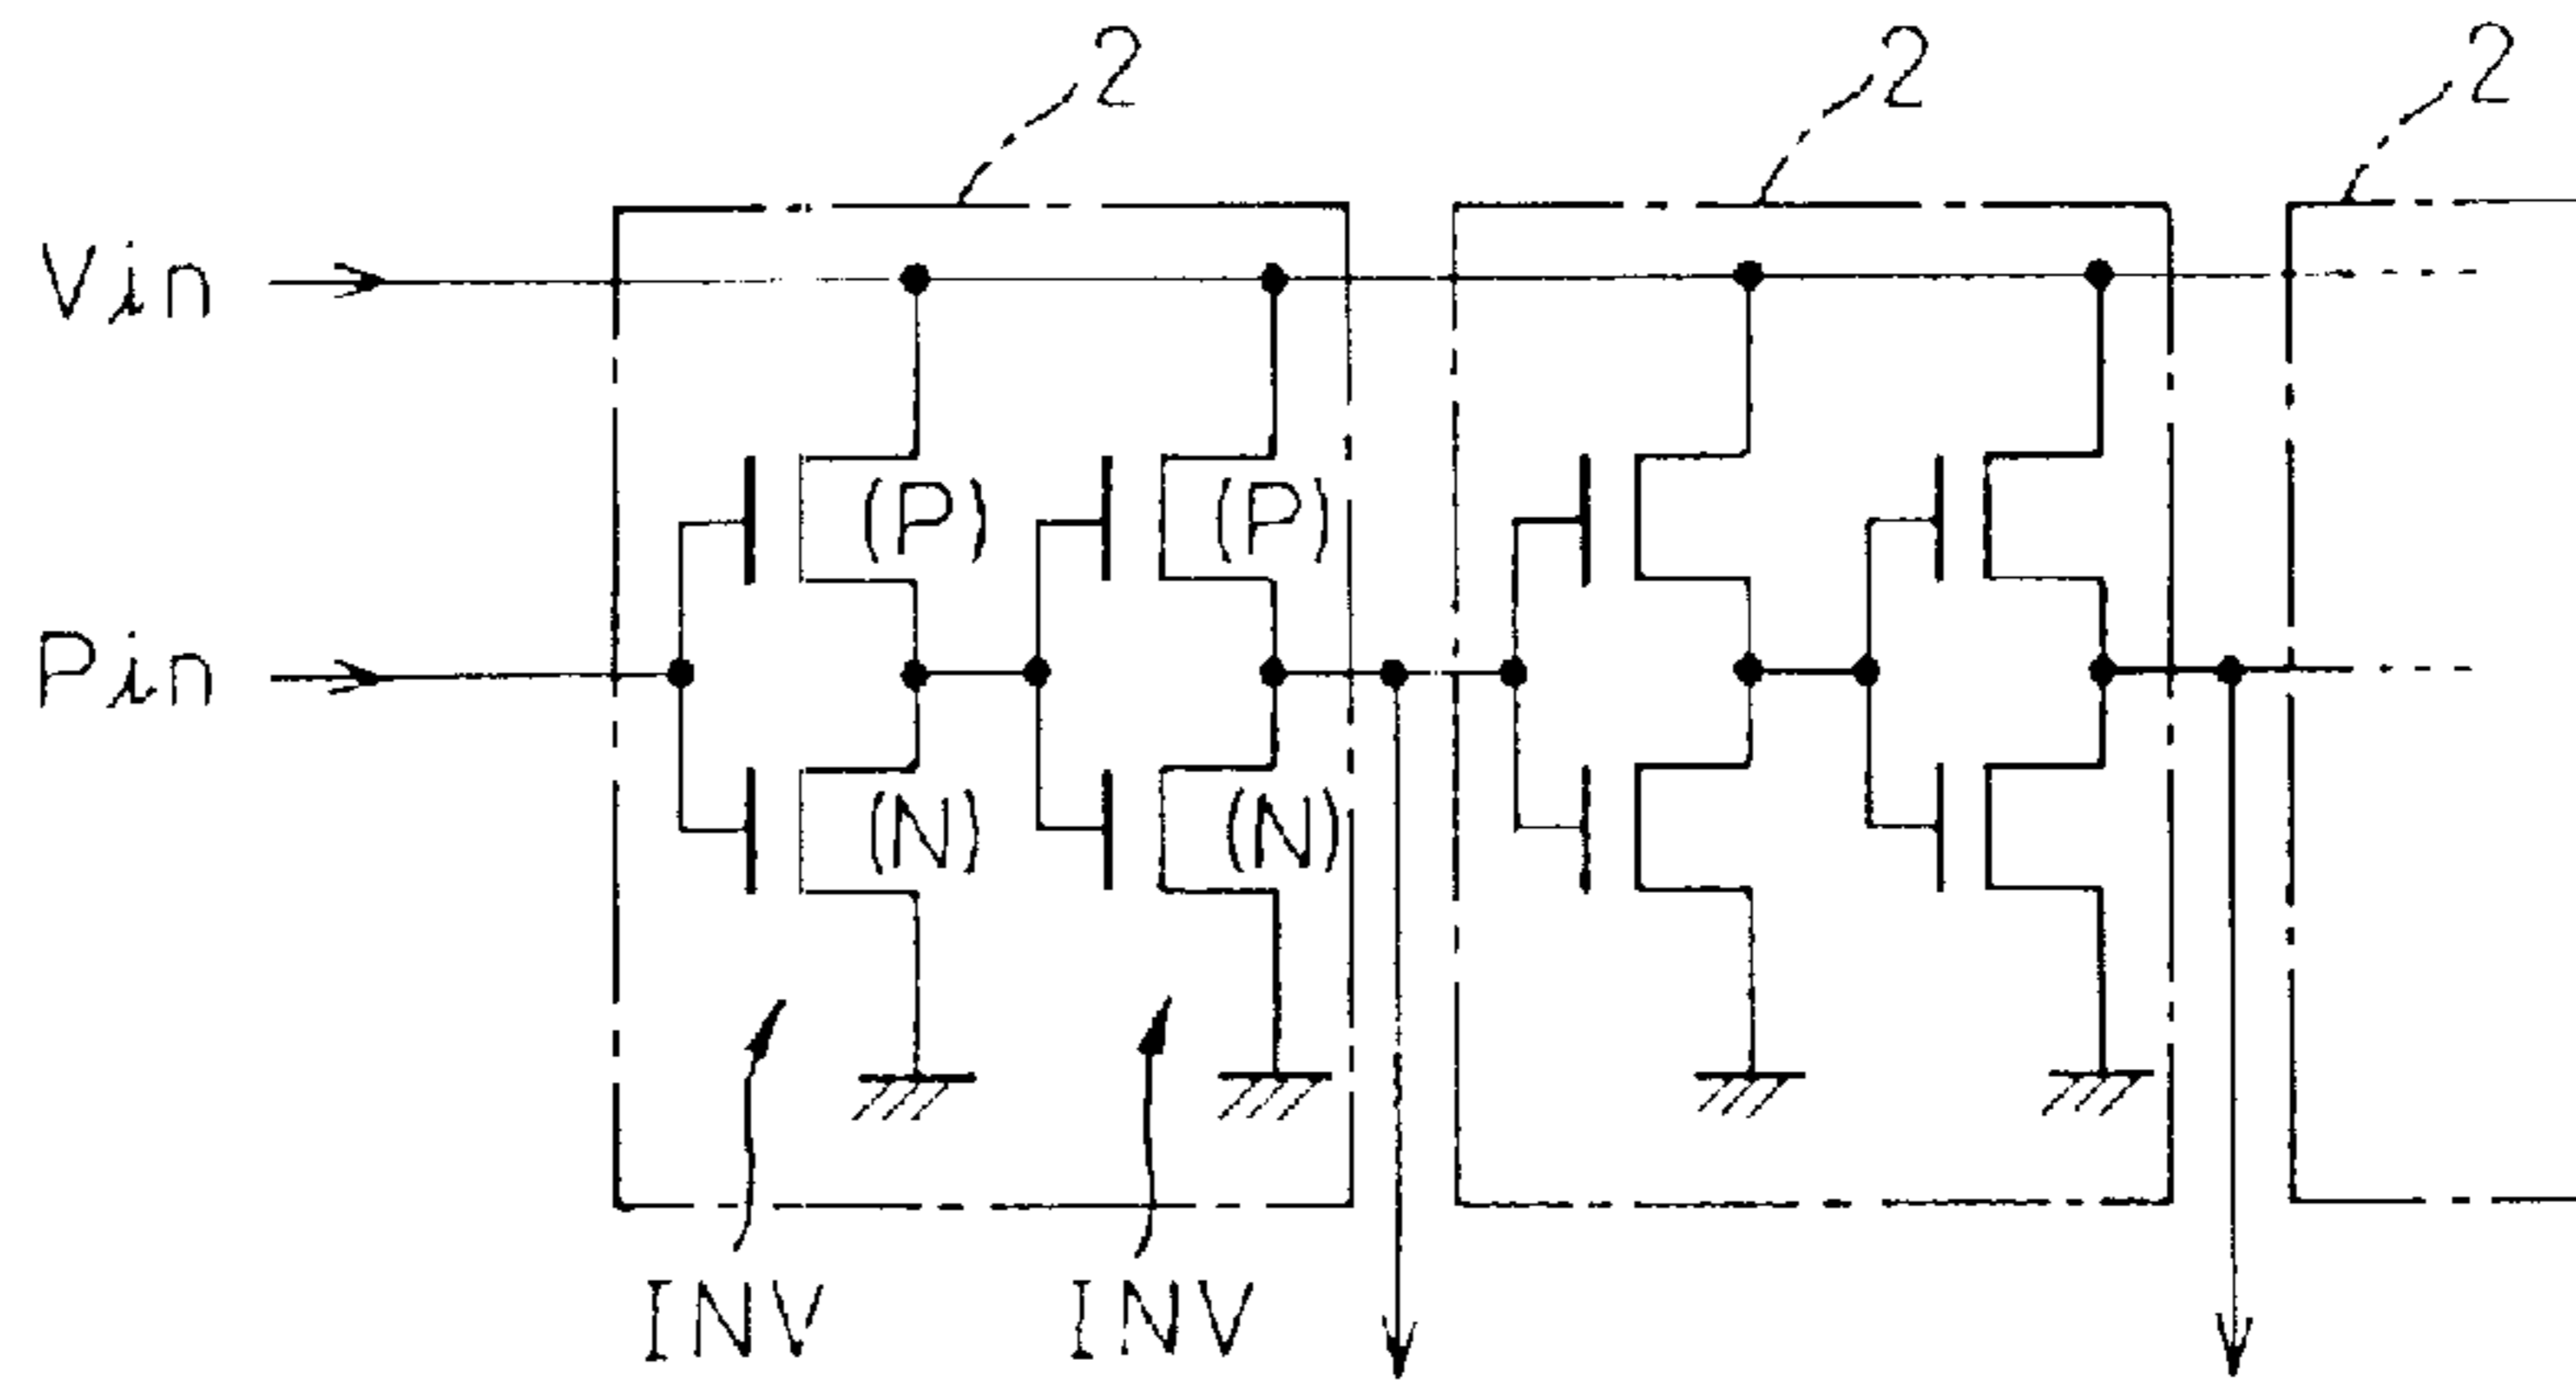 2 2 2
Vin
(P) (P)
Pin
(N) (N)
INV INV